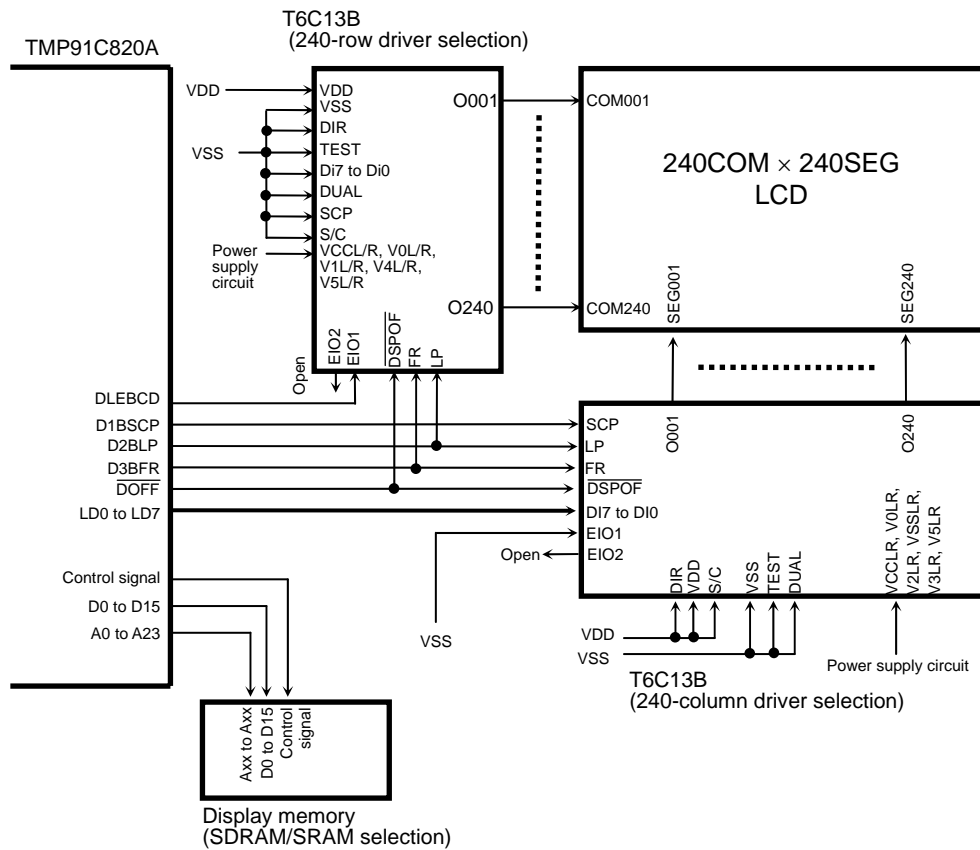 T6C13B
(240-row driver selection)
TMP91C820A
VDD
VSS
Power
supply
circuit
VDD
VSS
DIR
TEST
Di7 to Di0
DUAL
SCP
S/C
VCCL/R, V0L/R,
V1L/R, V4L/R,
V5L/R
O001
O240
Open
EIO2
EIO1
DSPOF
FR
LP
COM001
COM240
240COM × 240SEG
LCD
SEG001
SEG240
DLEBCD
D1BSCP
D2BLP
D3BFR
DOFF
LD0 to LD7
Control signal
D0 to D15
A0 to A23
O001
O240
SCP
LP
FR
DSPOF
DI7 to DI0
EIO1
EIO2
Open
VSS
DIR
VDD
S/C
VSS
TEST
DUAL
VCCLR, V0LR,
V2LR, VSSLR,
V3LR, V5LR
VDD
VSS
Power supply circuit
T6C13B
(240-column driver selection)
Axx to Axx
D0 to D15
Control
signal
Display memory
(SDRAM/SRAM selection)